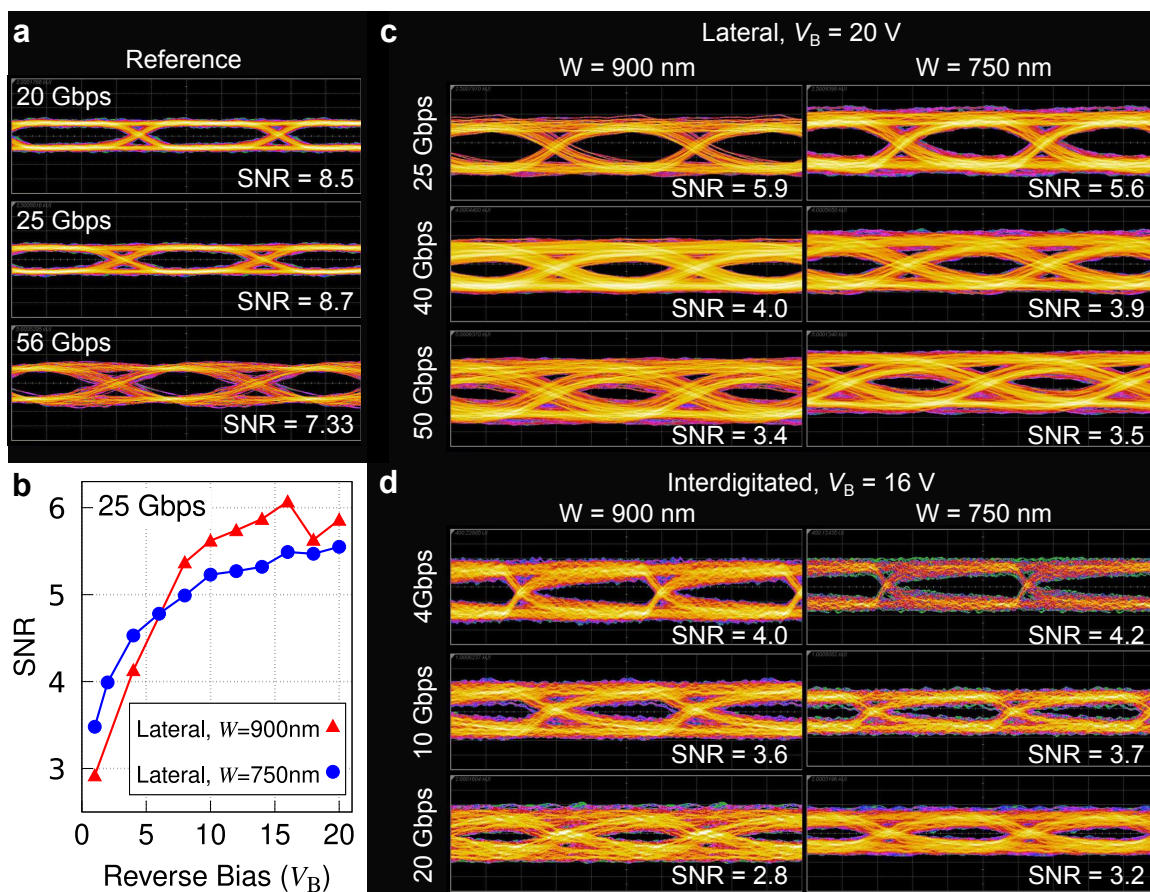 a
Reference
20 Gbps
SNR = 8.5
25 Gbps
SNR = 8.7
56 Gbps
SNR = 7.33
b
25 Gbps
SNR
6
5
4
3
Lateral, W=900nm
Lateral, W=750nm
0 5 10 15 20
Reverse Bias (VB)
c
Lateral, VB = 20 V
W = 900 nm W = 750 nm
25 Gbps
SNR = 5.9 SNR = 5.6
40 Gbps
SNR = 4.0 SNR = 3.9
50 Gbps
SNR = 3.4 SNR = 3.5
d
Interdigitated, VB = 16 V
W = 900 nm W = 750 nm
4Gbps
SNR = 4.0 SNR = 4.2
10 Gbps
SNR = 3.6 SNR = 3.7
20 Gbps
SNR = 2.8 SNR = 3.2